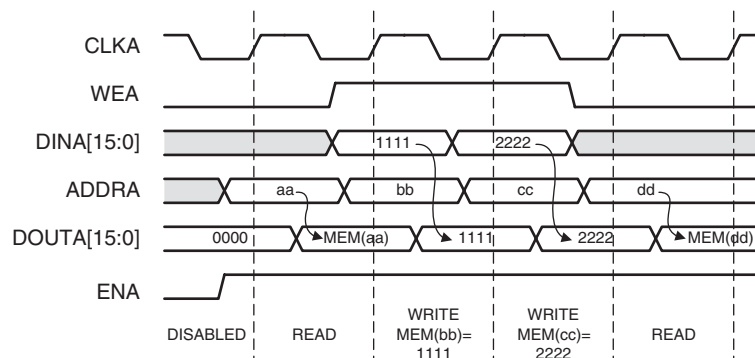 CLKA
WEA
DINA[15:0] 1111 2222
ADDRA aa bb cc dd
DOUTA[15:0] 0000 MEM(aa) 1111 2222 MEM(dd)
ENA
DISABLED READ WRITE MEM(bb)= 1111 WRITE MEM(cc)= 2222 READ